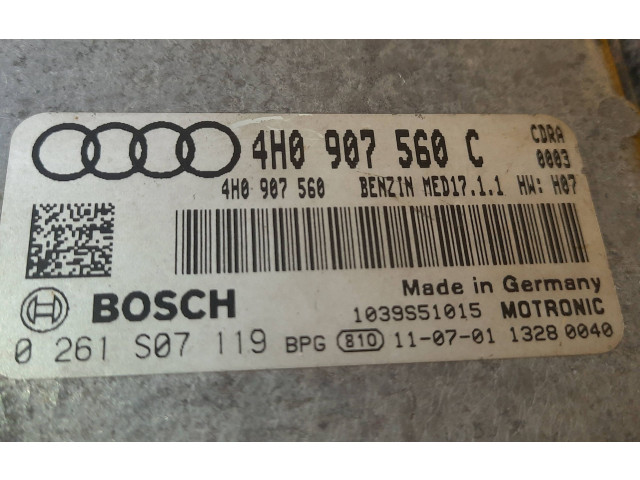 4H0 907 560 C CDRA
0003
4H0 907 560 BENZIN MED17.1.1 HW: H07
Made in Germany
BOSCH 1039S51015 MOTRONIC
0 261 S07 119 BPG 810 11-07-01 1328 0040